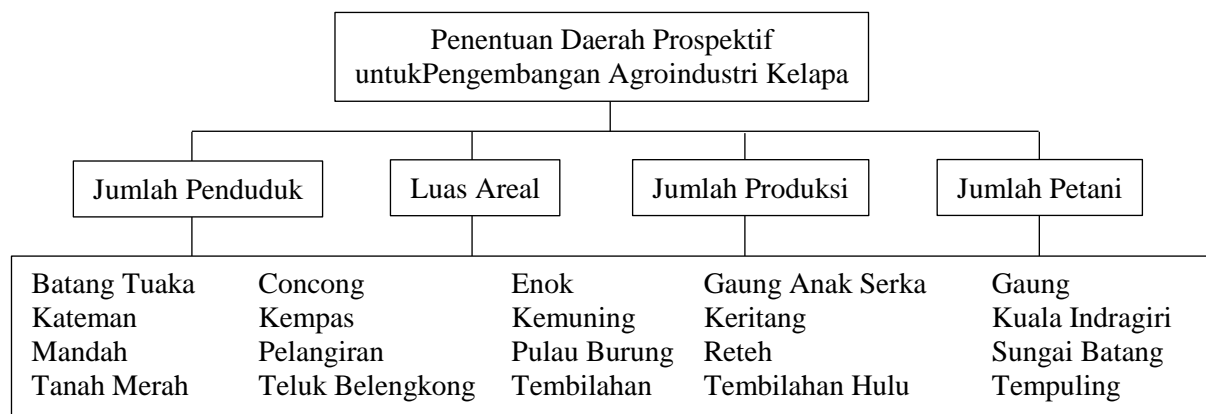 Penentuan Daerah Prospektif
untukPengembangan Agroindustri Kelapa
Jumlah Penduduk
Luas Areal
Jumlah Produksi
Jumlah Petani
Batang Tuaka Concong Enok Gaung Anak Serka Gaung
Kateman Kempas Kemuning Keritang Kuala Indragiri
Mandah Pelangiran Pulau Burung Reteh Sungai Batang
Tanah Merah Teluk Belengkong Tembilahan Tembilahan Hulu Tempuling